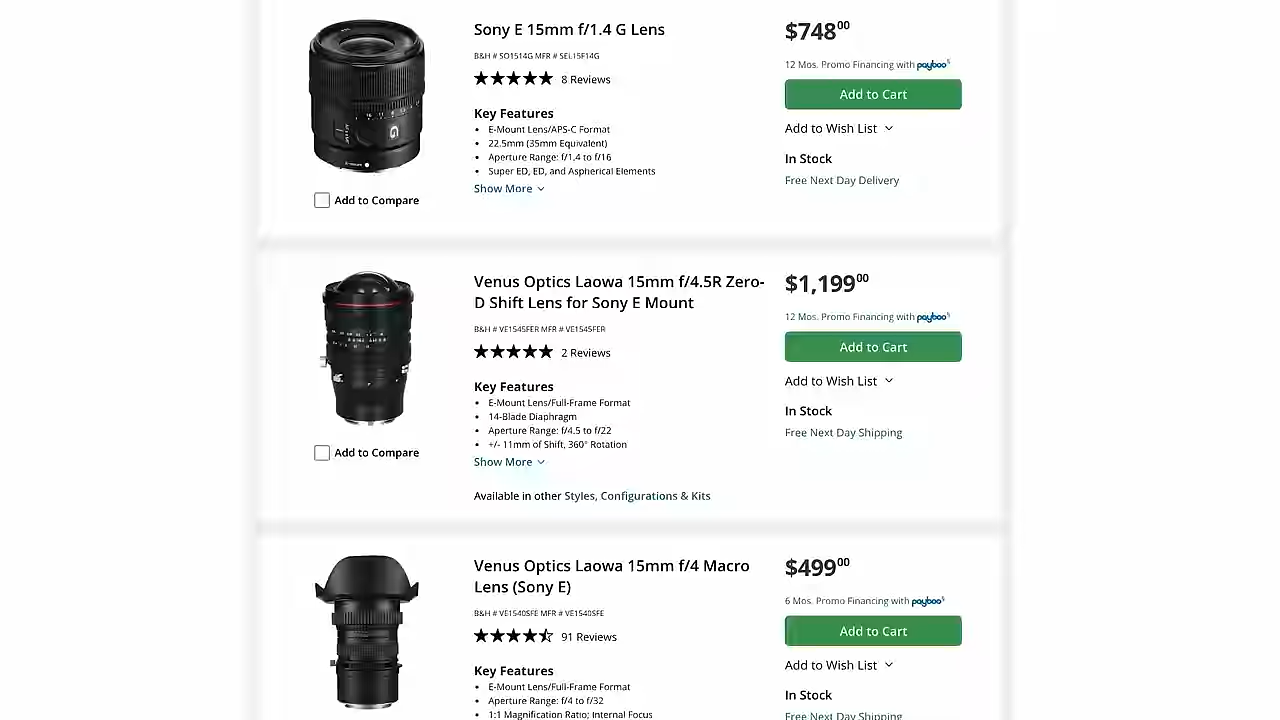 Sony E 15mm f/1.4 G Lens
B&H # SO1514G MFR # SEL15F14G
8 Reviews
Key Features
E-Mount Lens/APS-C Format
22.5mm (35mm Equivalent)
Aperture Range: f/1.4 to f/16
Super ED, ED, and Aspherical Elements
Show More
Add to Compare
$748.00
12 Mos. Promo Financing with payboo$
Add to Cart
Add to Wish List
In Stock
Free Next Day Delivery
Venus Optics Laowa 15mm f/4.5R Zero-
D Shift Lens for Sony E Mount
B&H # VE1545FER MFR # VE1545FER
2 Reviews
Key Features
E-Mount Lens/Full-Frame Format
14-Blade Diaphragm
Aperture Range: f/4.5 to f/22
+/- 11mm of Shift, 360° Rotation
Show More
Available in other Styles, Configurations & Kits
Add to Compare
$1,199.00
12 Mos. Promo Financing with payboo$
Add to Cart
Add to Wish List
In Stock
Free Next Day Shipping
Venus Optics Laowa 15mm f/4 Macro
Lens (Sony E)
B&H # VE1540SFE MFR # VE1540SFE
91 Reviews
Key Features
E-Mount Lens/Full-Frame Format
Aperture Range: f/4 to f/32
1:1 Magnification Ratio; Internal Focus
$499.00
6 Mos. Promo Financing with payboo$
Add to Cart
Add to Wish List
In Stock
Free Next Day Shipping